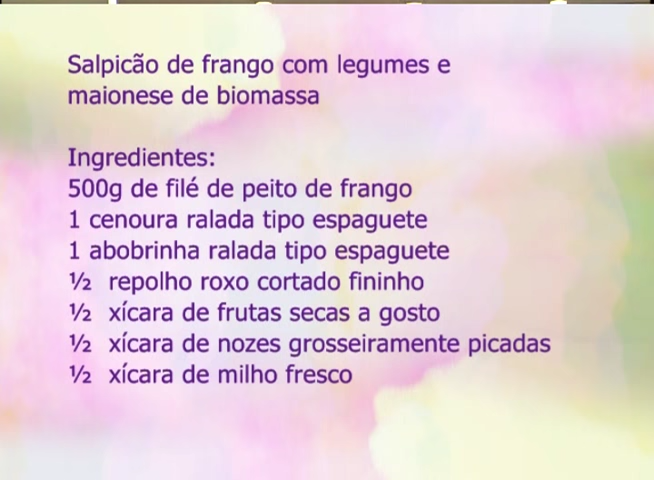 Salpicão de frango com legumes e
maionese de biomassa
Ingredientes:
500g de filé de peito de frango
1 cenoura ralada tipo espaguete
1 abobrinha ralada tipo espaguete
½ repolho roxo cortado fininho
½ xícara de frutas secas a gosto
½ xícara de nozes grosseiramente picadas
½ xícara de milho fresco